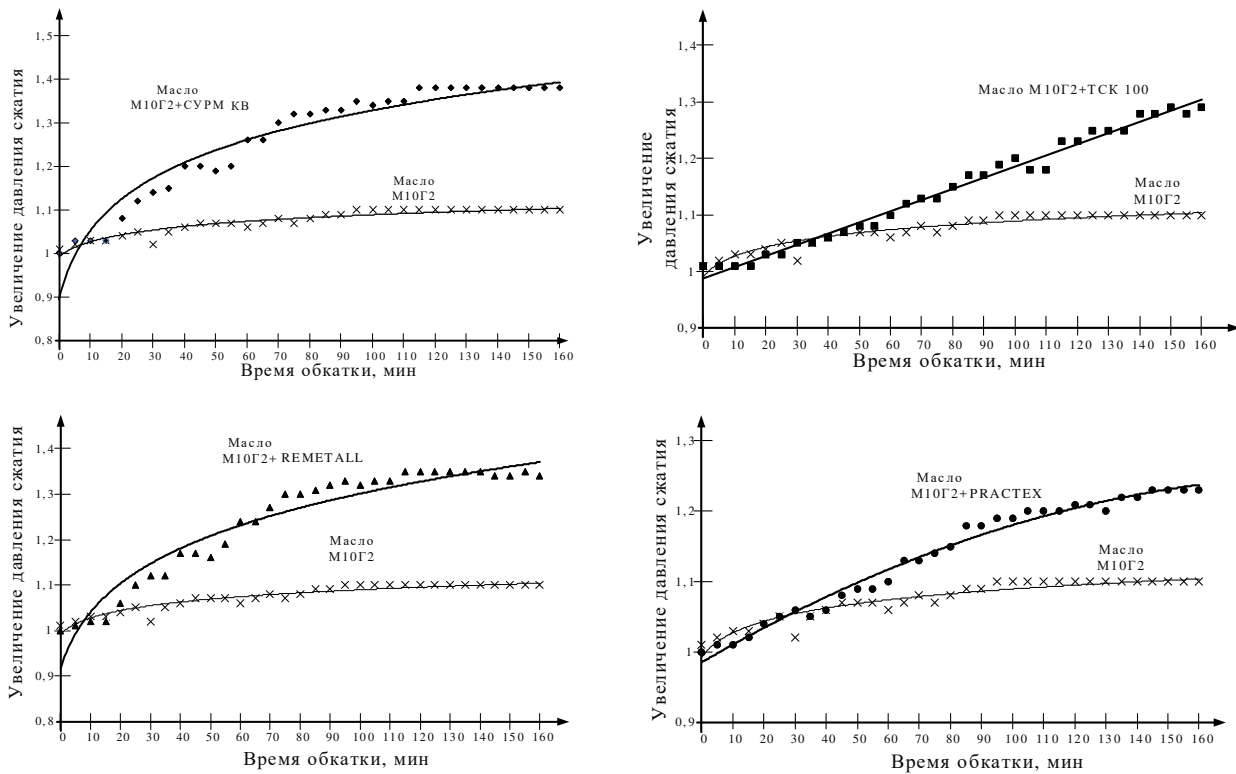 Увеличение давления сжатия
1,5
1,4
1,3
1,2
1,1
1
0,9
0,8
Масло
М10Г2+СУРМ КВ
Масло
М10Г2
0 10 20 30 40 50 60 70 80 90 100 110 120 130 140 150 160
Время обкатки, мин
Увеличение
давления сжатия
1,4
1,3
1,2
1,1
1
0,9
Масло М10Г2+ТСК 100
Масло
М10Г2
0 10 20 30 40 50 60 70 80 90 100 110 120 130 140 150 160
Время обкатки, мин
Увеличение давления сжатия
1,4
1,3
1,2
1,1
1
0,9
0,8
Масло
М10Г2+ REMETALL
Масло
М10Г2
0 10 20 30 40 50 60 70 80 90 100 110 120 130 140 150 160
Время обкатки, мин
Увеличение давления сжатия
1,3
1,2
1,1
1
0,9
Масло
М10Г2+PRACTEX
Масло
М10Г2
0 10 20 30 40 50 60 70 80 90 100 110 120 130 140 150 160
Время обкатки, мин